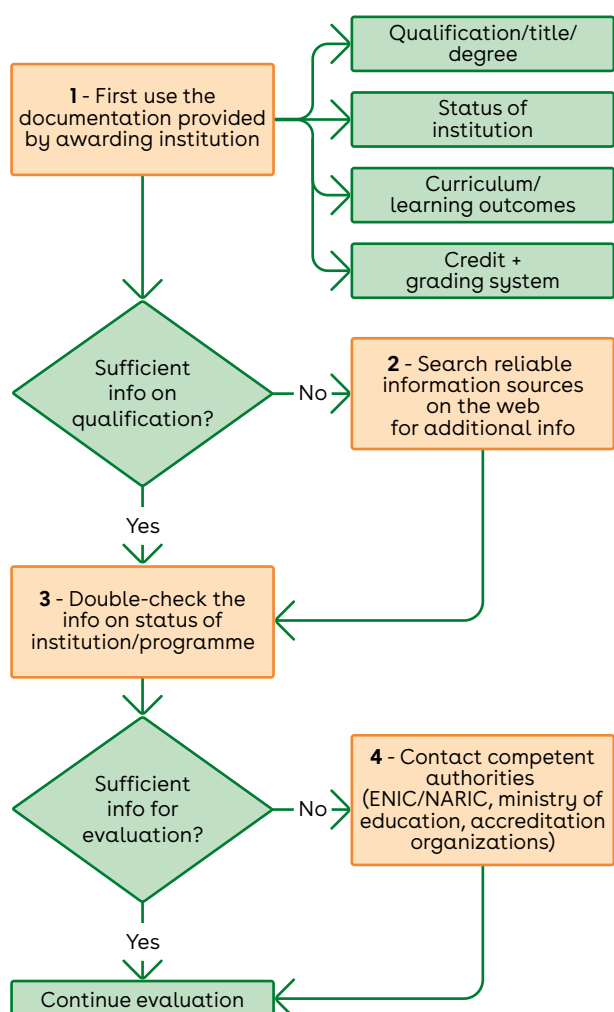 1 - First use the
documentation provided
by awarding institution
Qualification/title/
degree
Status of
institution
Curriculum/
learning outcomes
Credit +
grading system
Sufficient
info on
qualification?
No
2 - Search reliable
information sources
on the web
for additional info
Yes
3 - Double-check the
info on status of
institution/programme
Sufficient
info for
evaluation?
No
4 - Contact competent
authorities
(ENIC/NARIC, ministry of
education, accreditation
organizations)
Yes
Continue evaluation